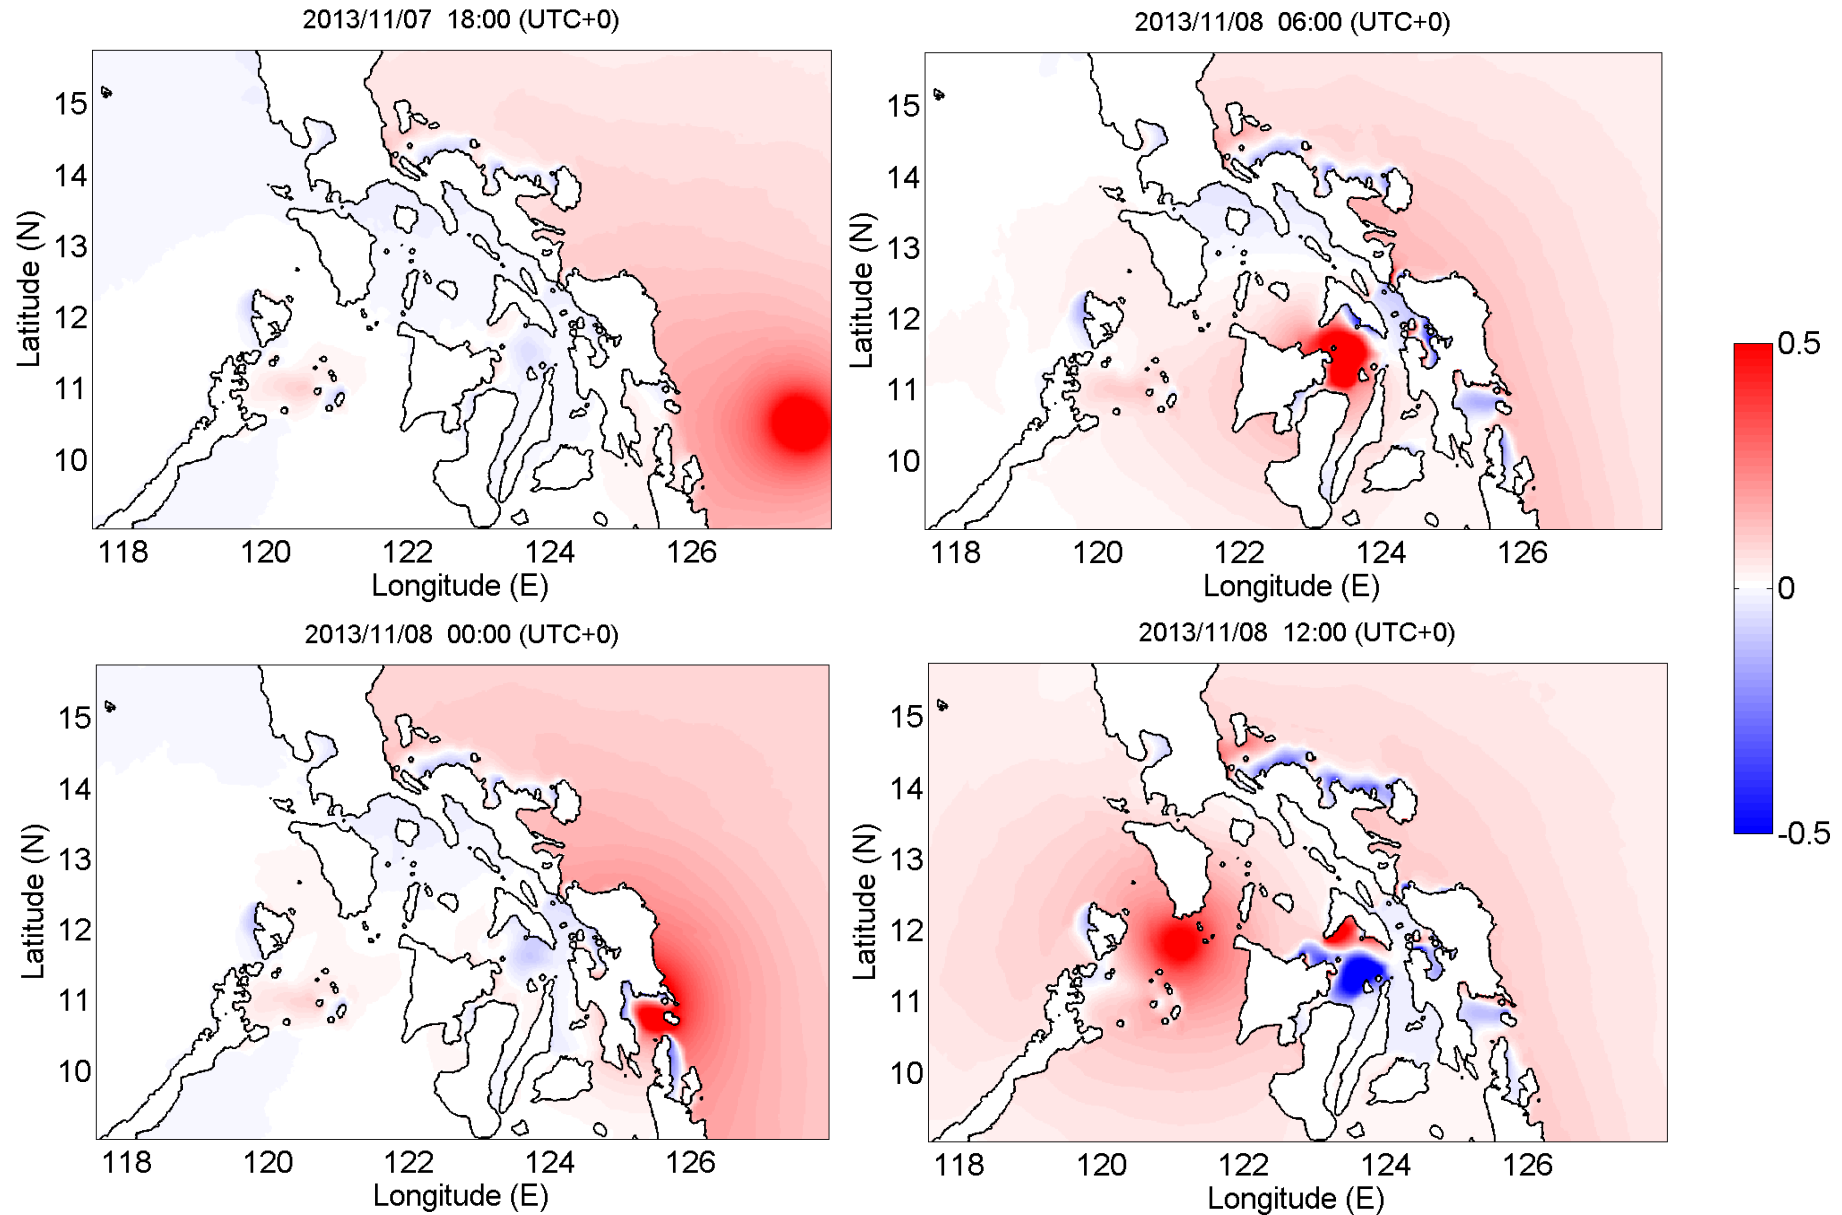 2013/11/07 18:00 (UTC+0)
Latitude (N)
15
14
13
12
11
10
118 120 122 124 126
Longitude (E)
2013/11/08 06:00 (UTC+0)
Latitude (N)
15
14
13
12
11
10
118 120 122 124 126
Longitude (E)
2013/11/08 00:00 (UTC+0)
Latitude (N)
15
14
13
12
11
10
118 120 122 124 126
Longitude (E)
2013/11/08 12:00 (UTC+0)
Latitude (N)
15
14
13
12
11
10
118 120 122 124 126
Longitude (E)
0.5
0
-0.5